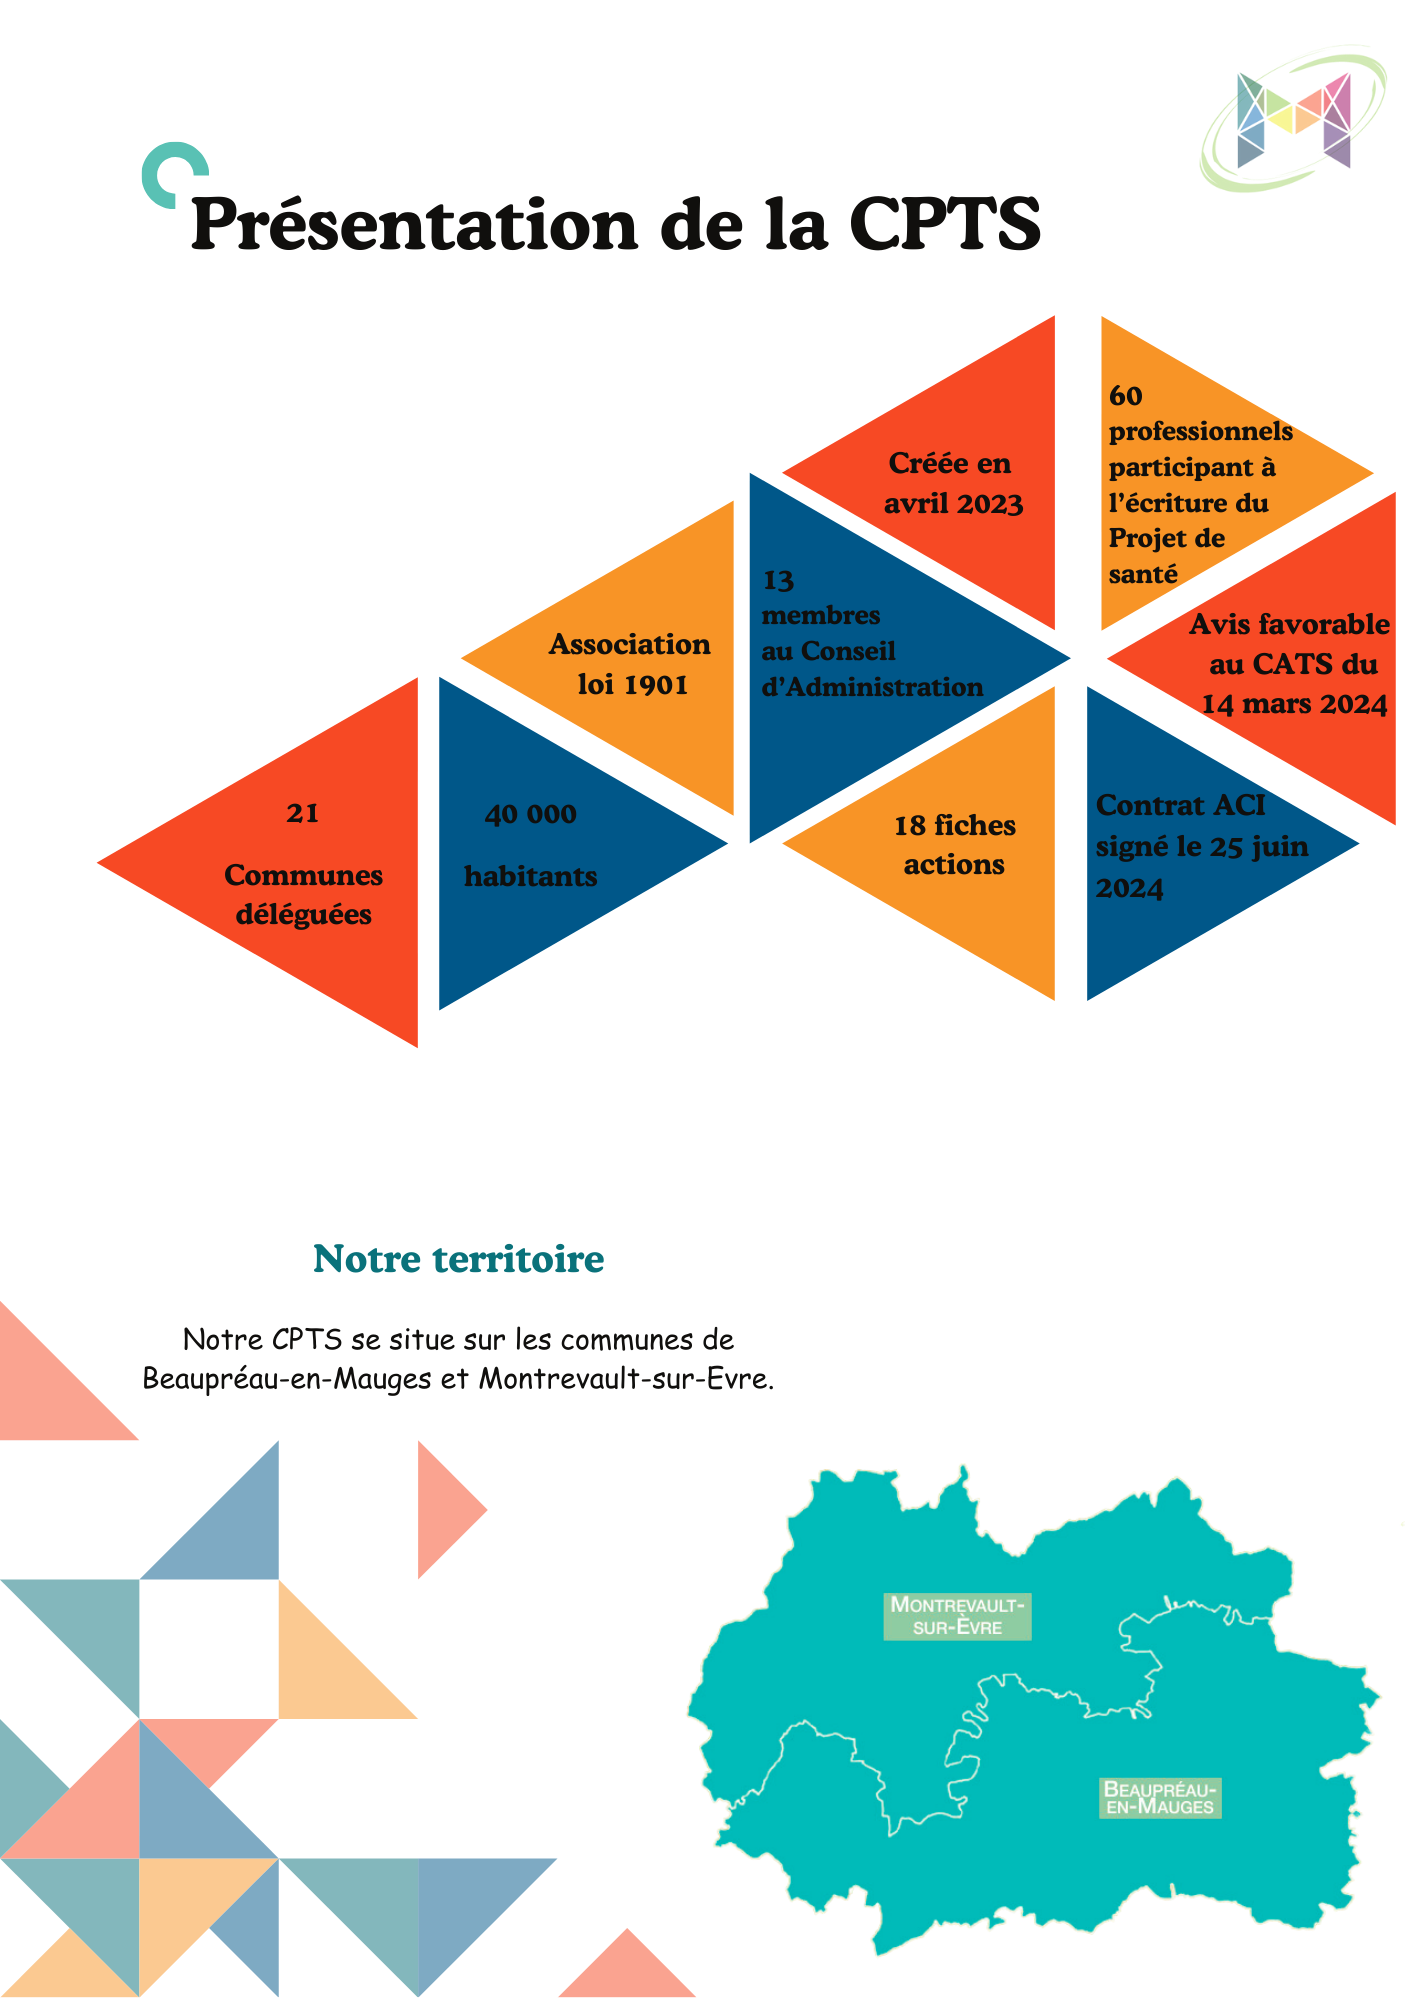 Présentation de la CPTS
Créée en
avril 2023
60
professionnels
participant à
l'écriture du
Projet de
santé
Association
loi 1901
13
membres
au Conseil
d'Administration
Avis favorable
au CATS du
14 mars 2024
21
Communes
déléguées
40 000
habitants
18 fiches
actions
Contrat ACI
signé le 25 juin
2024
Notre territoire
Notre CPTS se situe sur les communes de
Beaupréau-en-Mauges et Montrevault-sur-Evre.
MONTREVAULT-
SUR-ÈVRE
BEAUPRÉAU-
EN-MAUGES